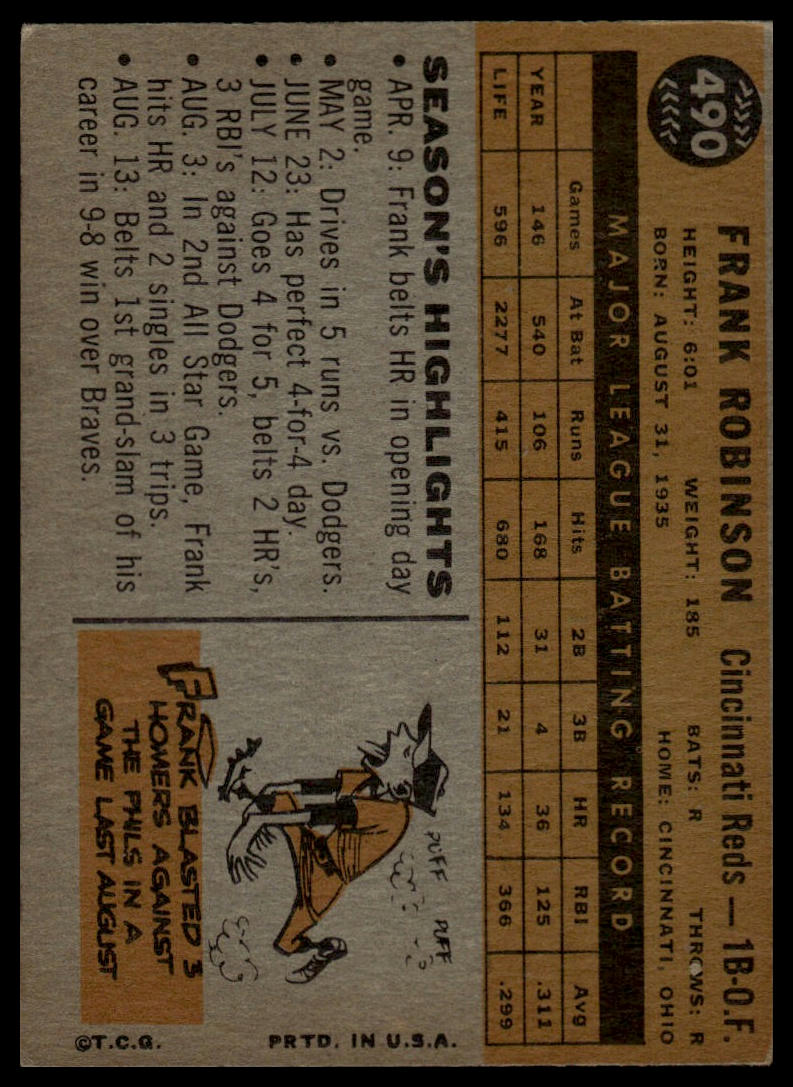 490
FRANK ROBINSON Cincinnati Reds — 1B-O.F.
HEIGHT: 6:01 WEIGHT: 185 BATS: R THROWS: R
BORN: AUGUST 31, 1935 HOME: CINCINNATI, OHIO
MAJOR LEAGUE BATTING RECORD
Games At Bat Runs Hits 2B 3B HR RBI Avg
YEAR 146 540 106 168 31 4 36 125 .311
LIFE 596 2277 415 680 112 21 134 366 .299
SEASON'S HIGHLIGHTS
• APR. 9: Frank belts HR in opening day
game.
• MAY 2: Drives in 5 runs vs. Dodgers.
• JUNE 23: Has perfect 4-for-4 day.
• JULY 12: Goes 4 for 5, belts 2 HR's,
3 RBI's against Dodgers.
• AUG. 3: In 2nd All Star Game, Frank
hits HR and 2 singles in 3 trips.
• AUG. 13: Belts 1st grand-slam of his
career in 9-8 win over Braves.
PUFF PUFF
FRANK BLASTED 3
HOMERS AGAINST
THE PHILS IN A
GAME LAST AUGUST
©T.C.G. PRTD. IN U.S.A.